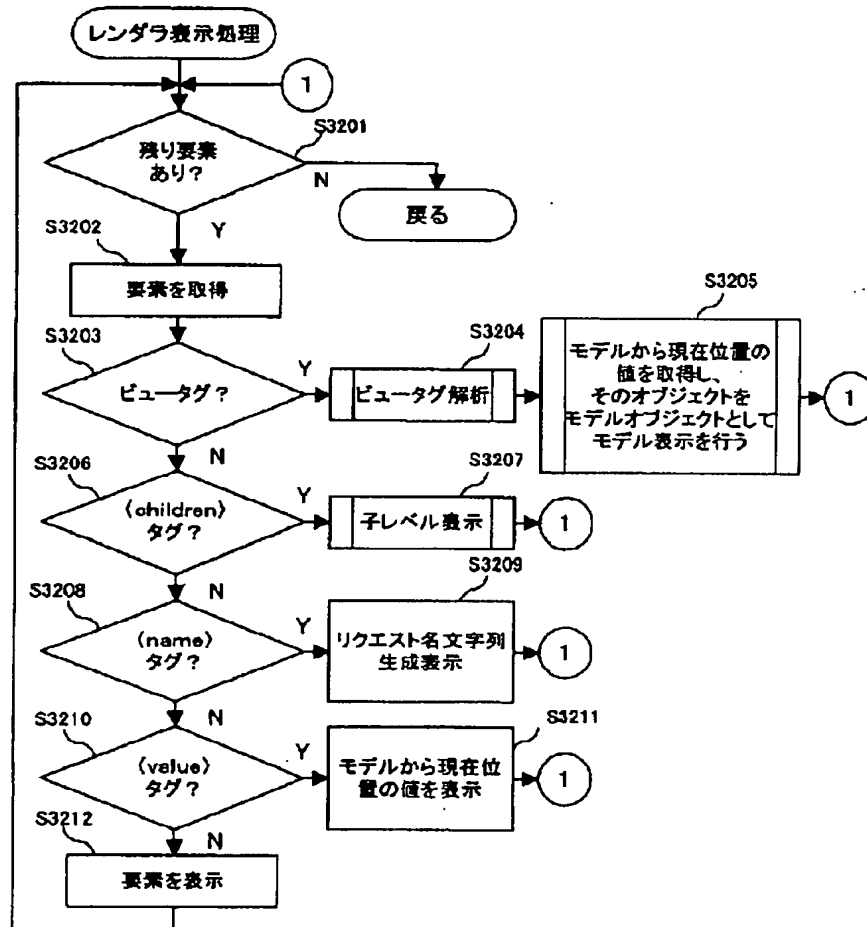 レンダラ表示処理
1
S3201
残り要素
あり?
N
戻る
Y
S3202
要素を取得
S3203
ビュータグ?
Y
S3204
ビュータグ解析
S3205
モデルから現在位置の
値を取得し、
そのオブジェクトを
モデルオブジェクトとして
モデル表示を行う
1
N
S3206
〈children〉
タグ?
Y
S3207
子レベル表示
1
N
S3208
〈name〉
タグ?
Y
S3209
リクエスト名文字列
生成表示
1
N
S3210
〈value〉
タグ?
Y
S3211
モデルから現在位
置の値を表示
1
N
S3212
要素を表示